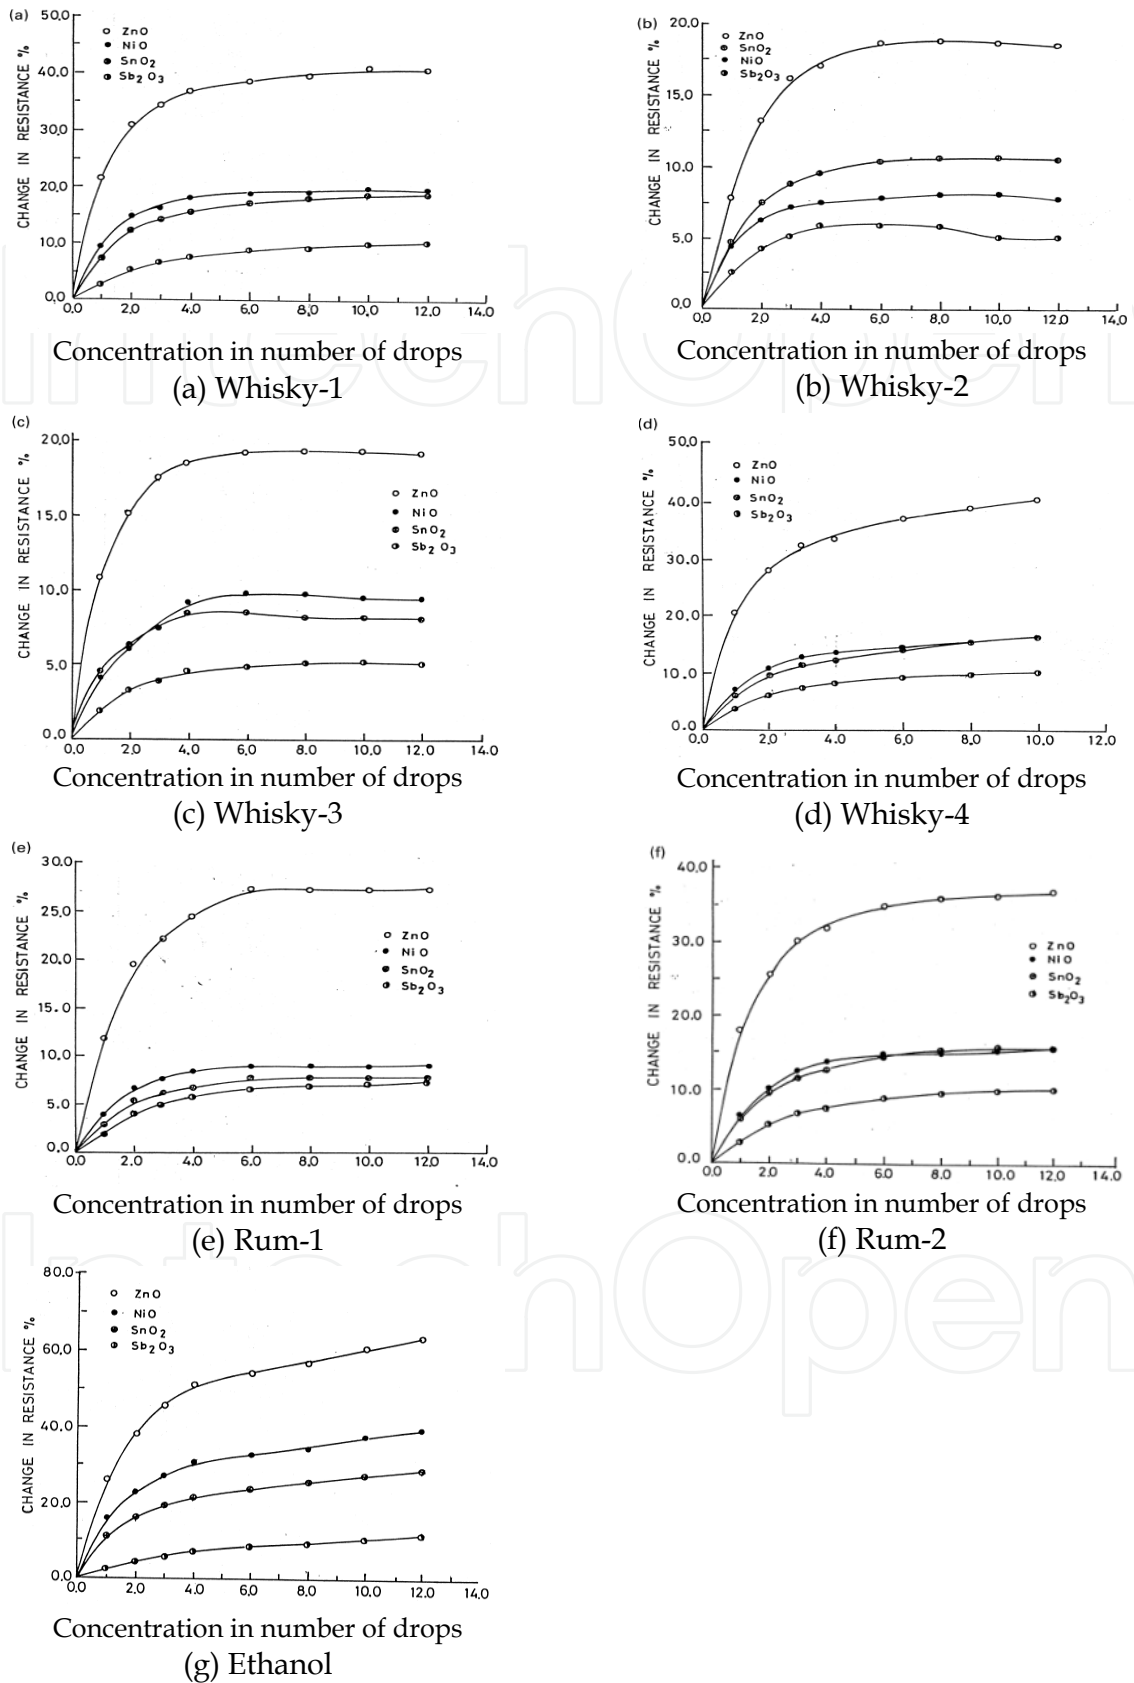 (a)
50.0
40.0
30.0
20.0
10.0
0.0
CHANGE IN RESISTANCE %
ZnO
NiO
SnO2
Sb2O3
0.0 2.0 4.0 6.0 8.0 10.0 12.0 14.0
Concentration in number of drops
(a) Whisky-1
(b)
20.0
15.0
10.0
5.0
0.0
CHANGE IN RESISTANCE %
ZnO
SnO2
NiO
Sb2O3
0.0 2.0 4.0 6.0 8.0 10.0 12.0 14.0
Concentration in number of drops
(b) Whisky-2
(c)
20.0
15.0
10.0
5.0
0.0
CHANGE IN RESISTANCE %
ZnO
NiO
SnO2
Sb2O3
0.0 2.0 4.0 6.0 8.0 10.0 12.0 14.0
Concentration in number of drops
(c) Whisky-3
(d)
50.0
40.0
30.0
20.0
10.0
0.0
CHANGE IN RESISTANCE %
ZnO
NiO
SnO2
Sb2O3
0.0 2.0 4.0 6.0 8.0 10.0 12.0
Concentration in number of drops
(d) Whisky-4
(e)
30.0
25.0
20.0
15.0
10.0
5.0
0.0
CHANGE IN RESISTANCE %
ZnO
NiO
SnO2
Sb2O3
0.0 2.0 4.0 6.0 8.0 10.0 12.0 14.0
Concentration in number of drops
(e) Rum-1
(f)
40.0
30.0
20.0
10.0
0.0
CHANGE IN RESISTANCE %
ZnO
NiO
SnO2
Sb2O3
0.0 2.0 4.0 6.0 8.0 10.0 12.0 14.0
Concentration in number of drops
(f) Rum-2
80.0
60.0
40.0
20.0
0.0
CHANGE IN RESISTANCE %
ZnO
NiO
SnO2
Sb2O3
0.0 2.0 4.0 6.0 8.0 10.0 12.0 14.0
Concentration in number of drops
(g) Ethanol
IntechOpen
IntechOpen